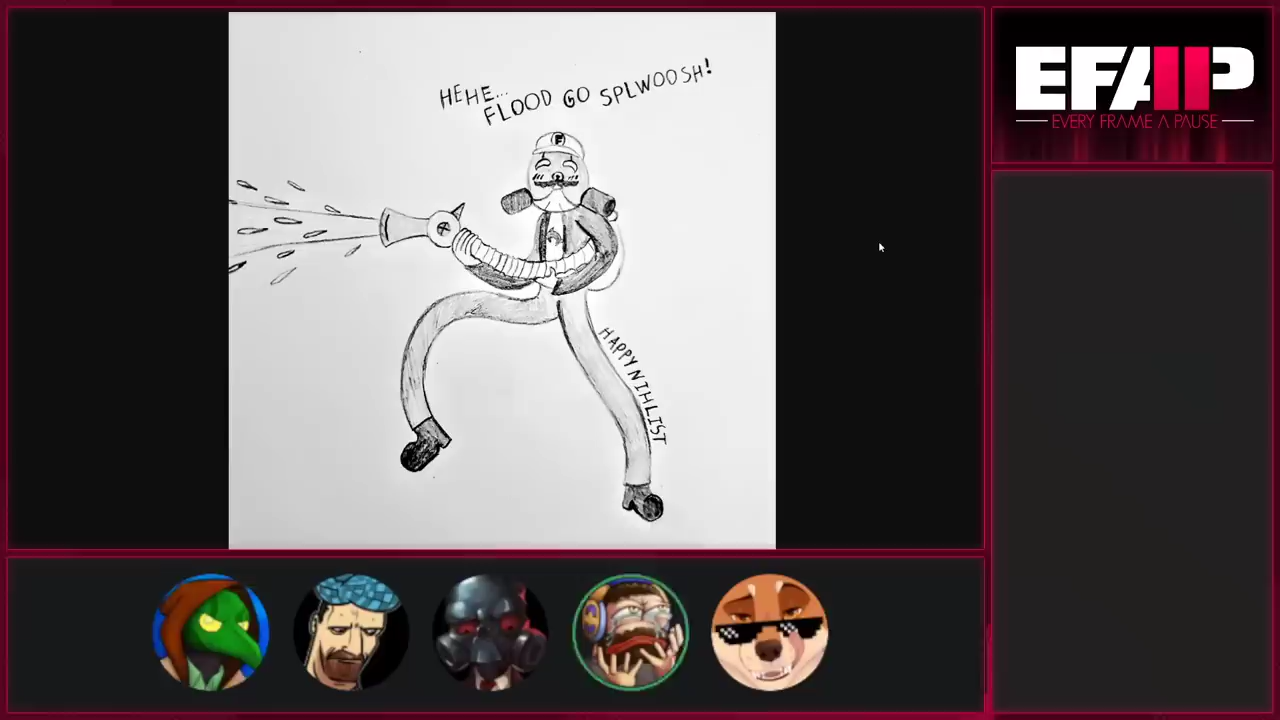 HEHE...
FLOOD GO SPLWOOSH!
F
HAPPYNIHLIST
EFAP
EVERY FRAME A PAUSE